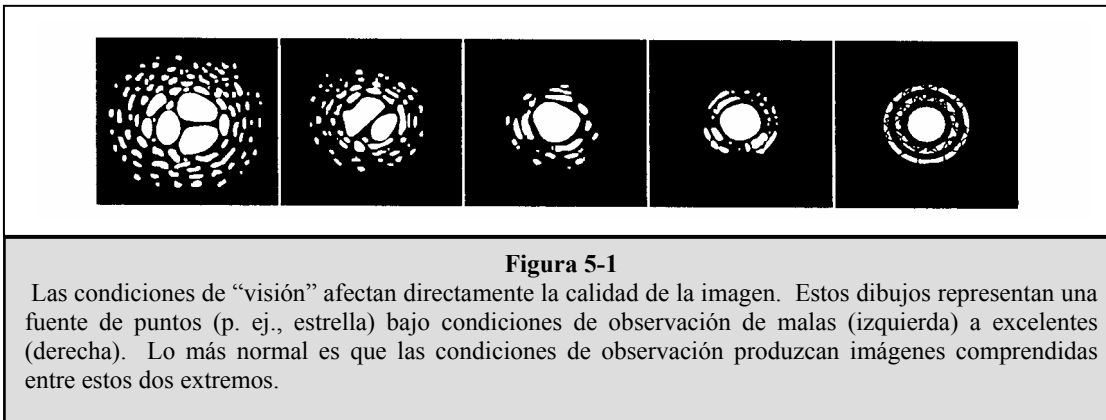 Figura 5-1
Las condiciones de “visión” afectan directamente la calidad de la imagen. Estos dibujos representan una
fuente de puntos (p. ej., estrella) bajo condiciones de observación de malas (izquierda) a excelentes
(derecha). Lo más normal es que las condiciones de observación produzcan imágenes comprendidas
entre estos dos extremos.